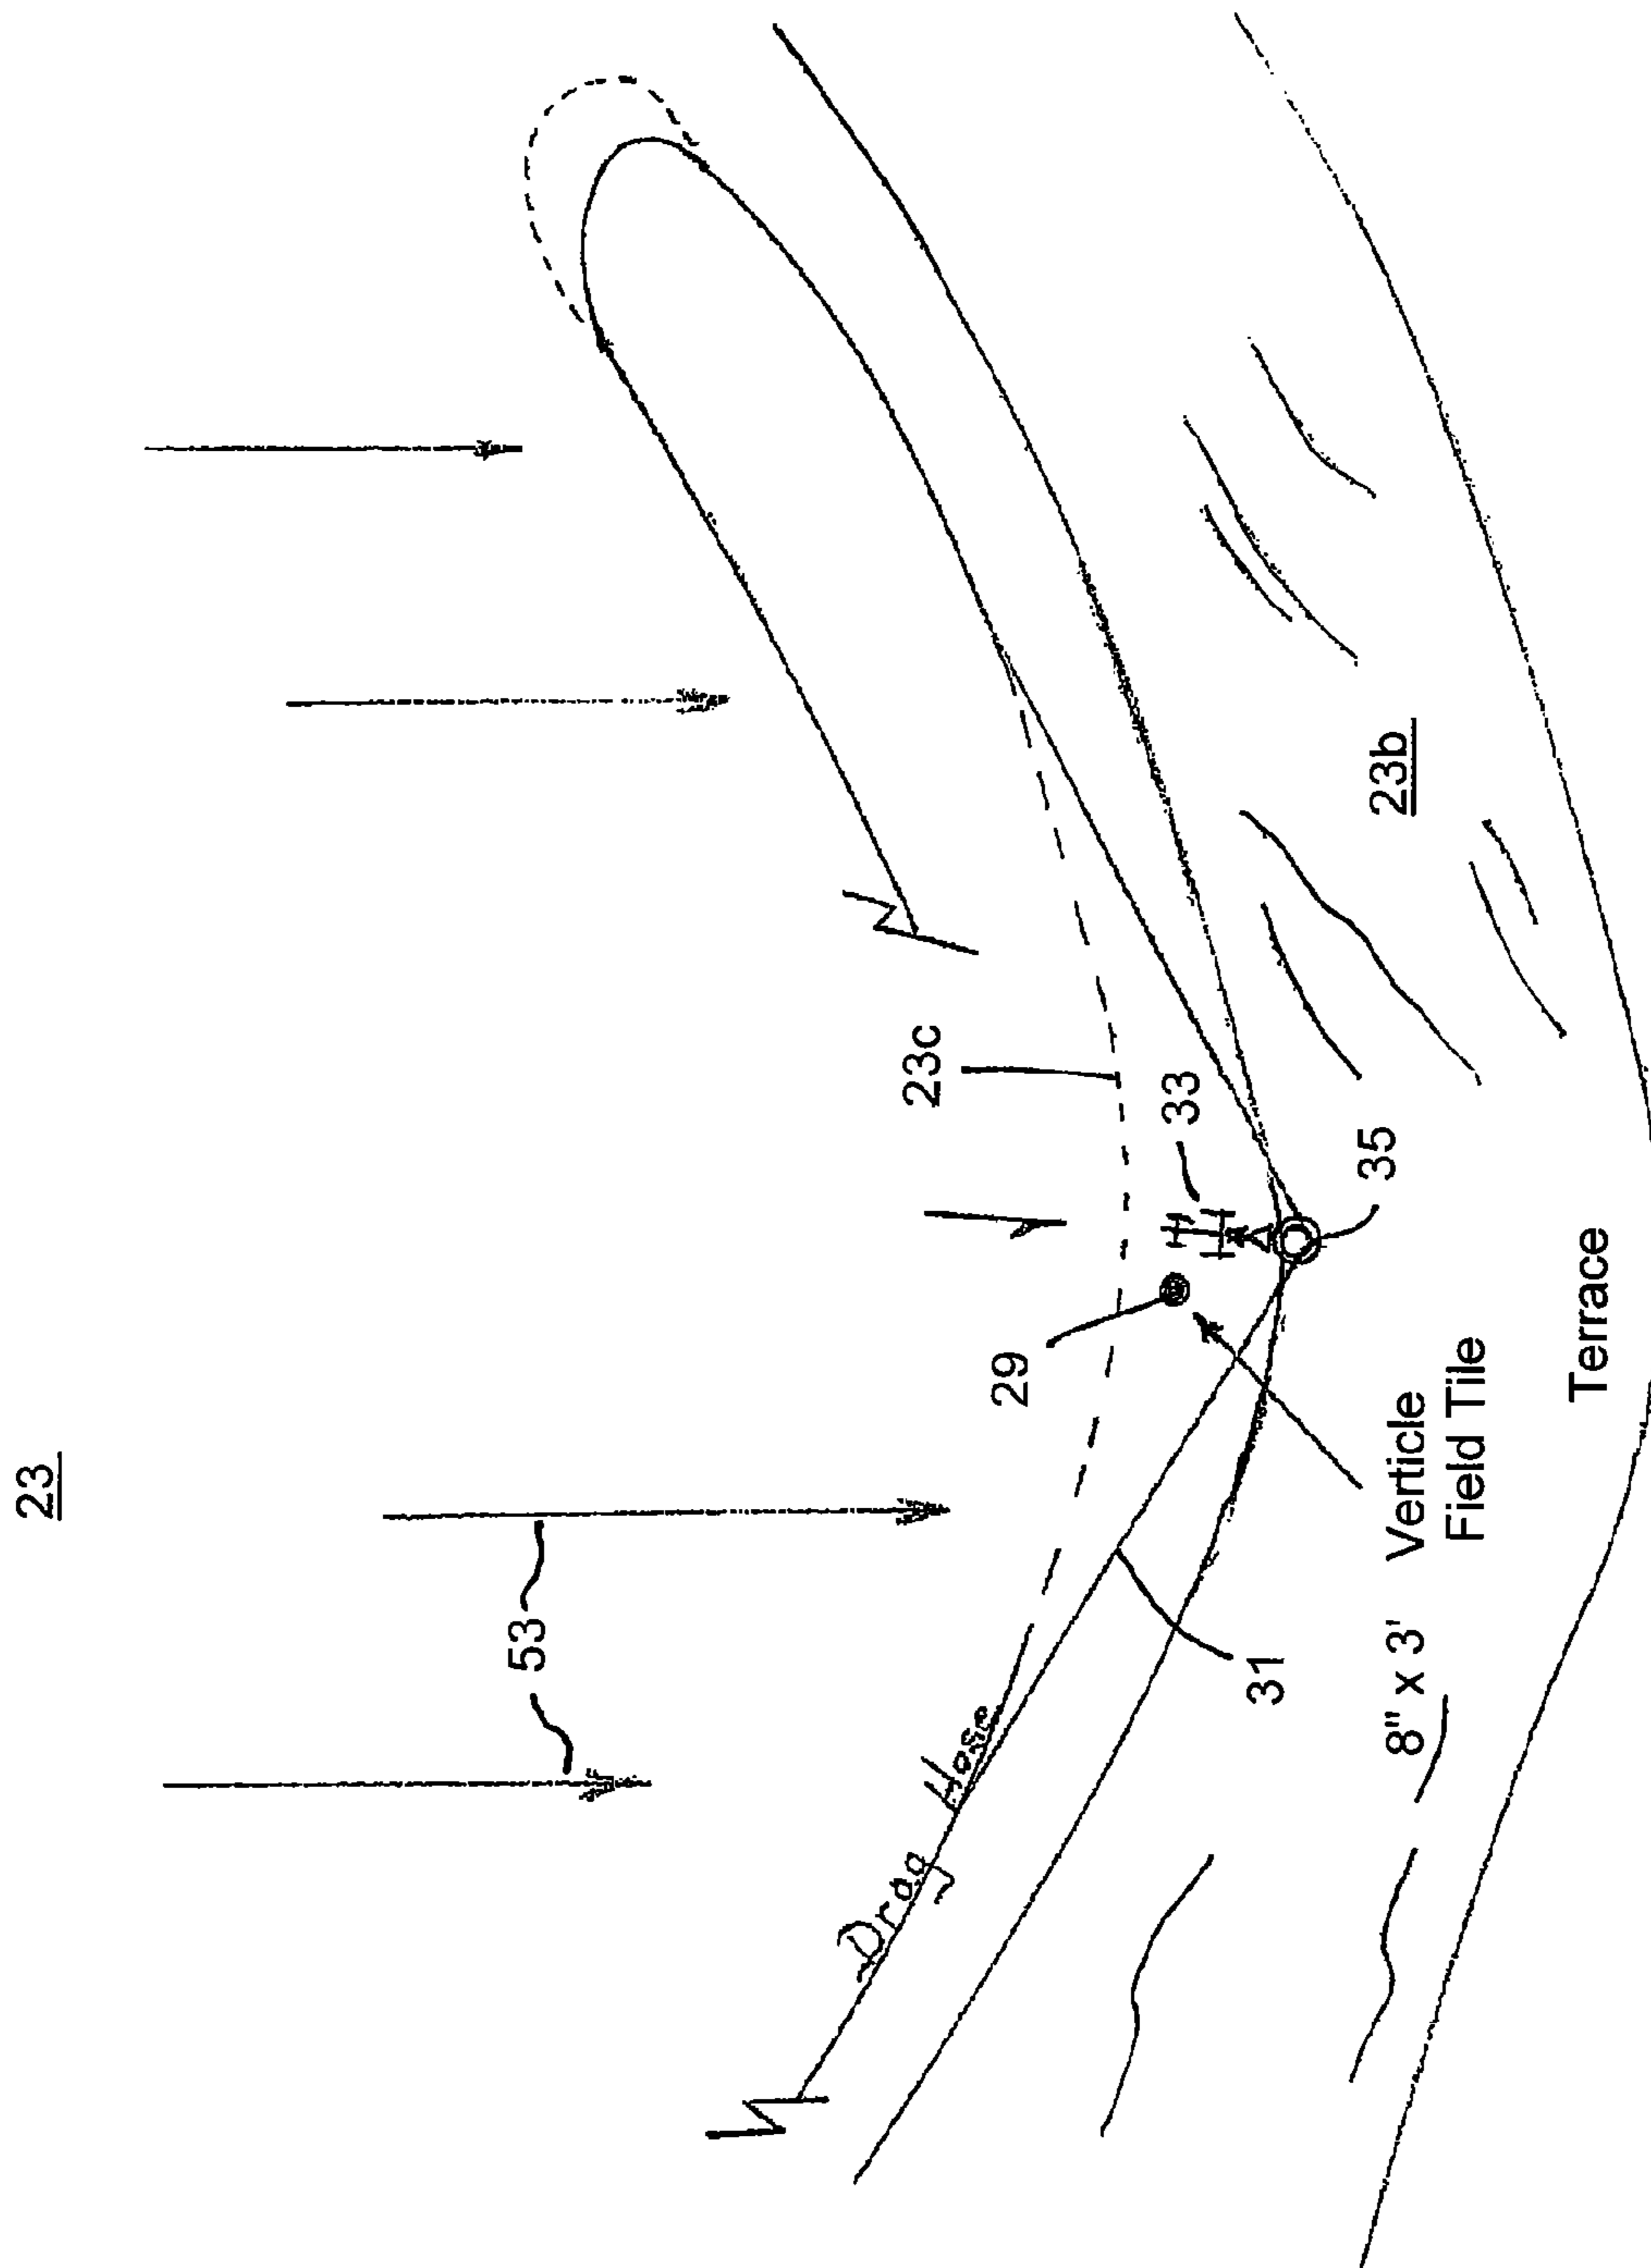 23
53
Drag Hose
23c
29
33
31
35
23b
8" x 3' Verticle
Field Tile
Terrace